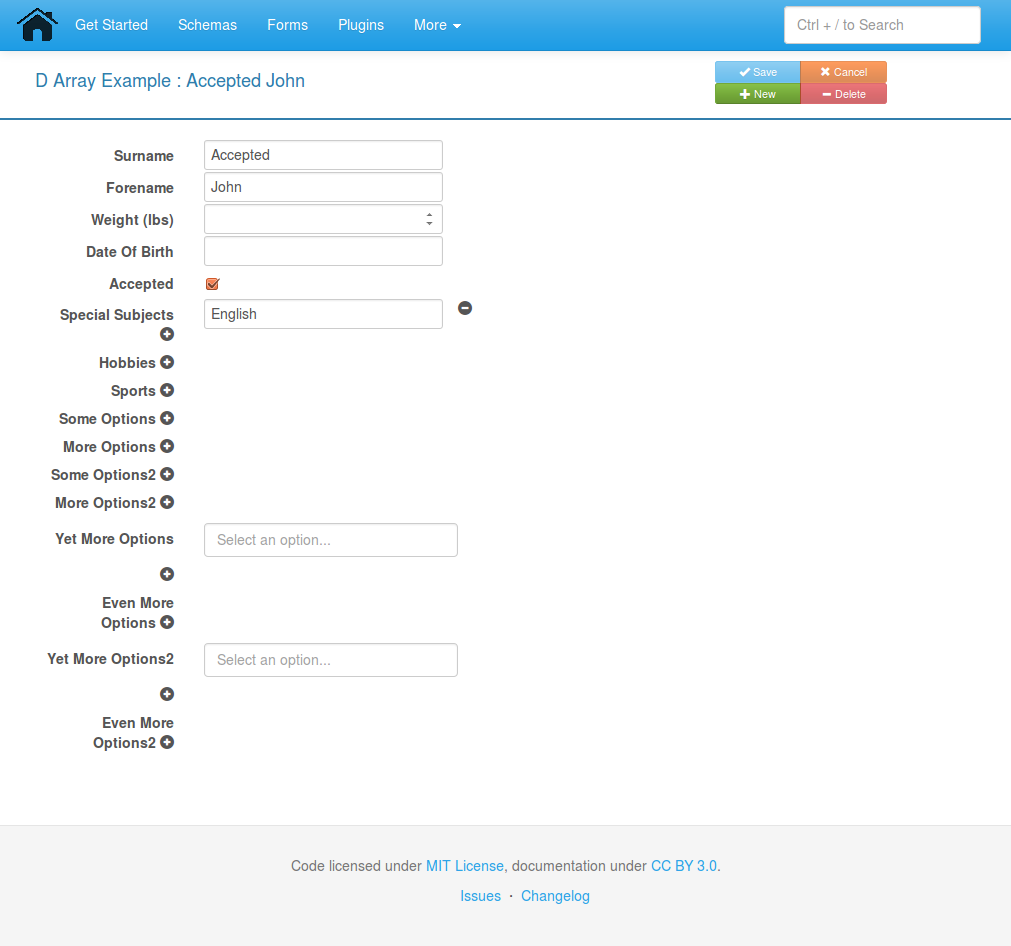 Get Started Schemas Forms Plugins More Ctrl + / to Search
D Array Example : Accepted John
Save Cancel
New Delete
Surname Accepted
Forename John
Weight (lbs)
Date Of Birth
Accepted
Special Subjects English
Hobbies
Sports
Some Options
More Options
Some Options2
More Options2
Yet More Options Select an option...
Even More
Options
Yet More Options2 Select an option...
Even More
Options2
Code licensed under MIT License, documentation under CC BY 3.0.
Issues · Changelog